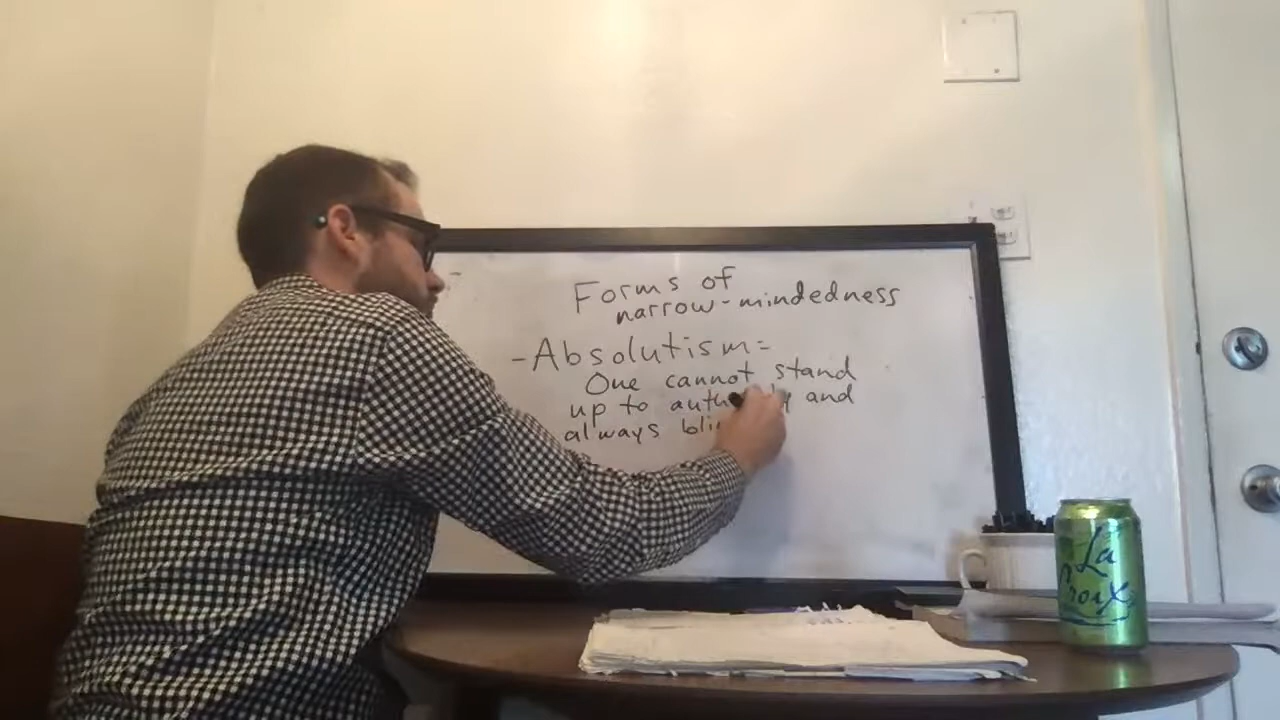 Forms of
narrow-mindedness
- Absolutism =
One cannot stand
up to and
always
La
Croix